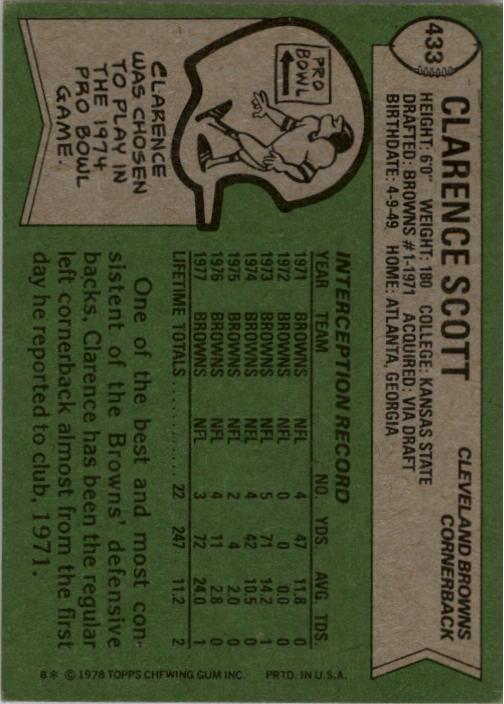 433
CLARENCE SCOTT
CLEVELAND BROWNS
CORNERBACK
HEIGHT: 6'0" WEIGHT: 180 COLLEGE: KANSAS STATE
DRAFTED: BROWNS #1-1971 ACQUIRED: VIA DRAFT
BIRTHDATE: 4-9-49 HOME: ATLANTA, GEORGIA
PRO
BOWL
CLARENCE
WAS CHOSEN
TO PLAY IN
THE 1974
PRO BOWL
GAME.
INTERCEPTION RECORD
YEAR TEAM NO. YDS. AVG. TDS.
1971 BROWNS NFL 4 47 11.8 0
1972 BROWNS NFL 0 0 0.0 0
1973 BROWNS NFL 5 71 14.2 1
1974 BROWNS NFL 4 42 10.5 0
1975 BROWNS NFL 2 4 2.0 0
1976 BROWNS NFL 4 11 2.8 0
1977 BROWNS NFL 3 72 24.0 1
LIFETIME TOTALS .......... 22 247 11.2 2
One of the best and most con-
sistent of the Browns' defensive
backs, Clarence has been the regular
left cornerback almost from the first
day he reported to club, 1971.
B* © 1978 TOPPS CHEWING GUM INC. PRTD. IN U.S.A.